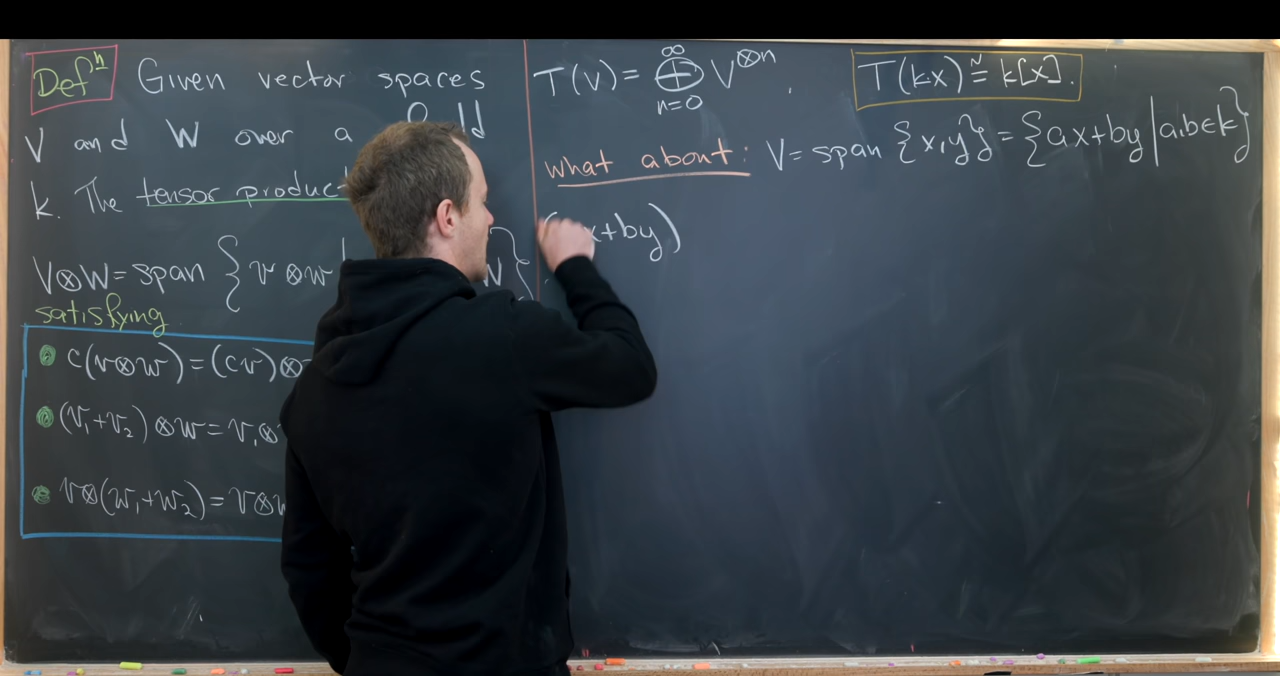 Defⁿ Given vector spaces
V and W over a
k. The tensor product
V⊗W = span { v⊗w |
satisfying
c(v⊗w) = (cv)⊗
(v₁+v₂)⊗w = v₁⊗
v⊗(w₁+w₂) = v⊗w
T(V) = ⊕ₙ₌₀^∞ V^⊗n ,
T(kx) ≅ k[x].
what about: V = span {x,y} = {ax+by | a,b∈k}
x+by)